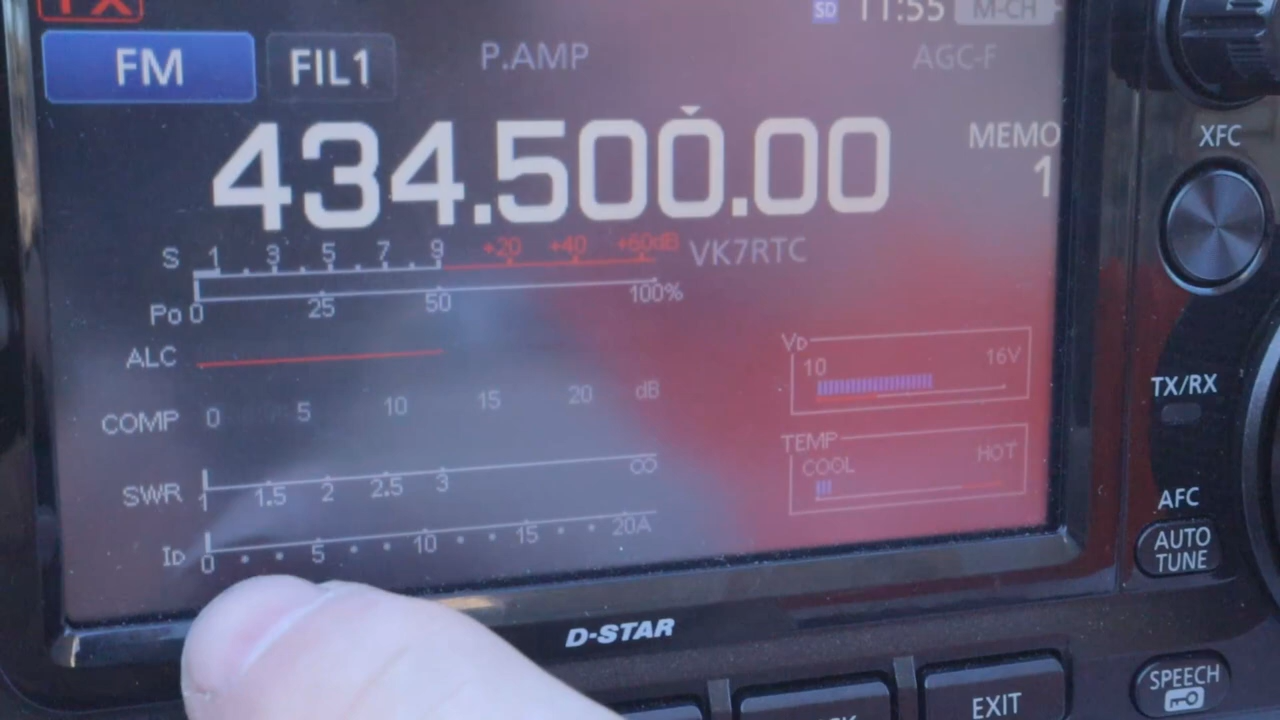 TX SD 11:55 M-CH
FM FIL1 P.AMP AGC-F
434.500.00
MEMO
1
VK7RTC
S 1 3 5 7 9 +20 +40 +60dB
Po 0 25 50 100%
ALC
COMP 0 5 10 15 20 dB
SWR 1 1.5 2 2.5 3 ∞
ID 0 5 10 15 20A
VD
10 16V
TEMP
COOL HOT
XFC
TX/RX
AFC
AUTO
TUNE
D-STAR
EXIT
SPEECH